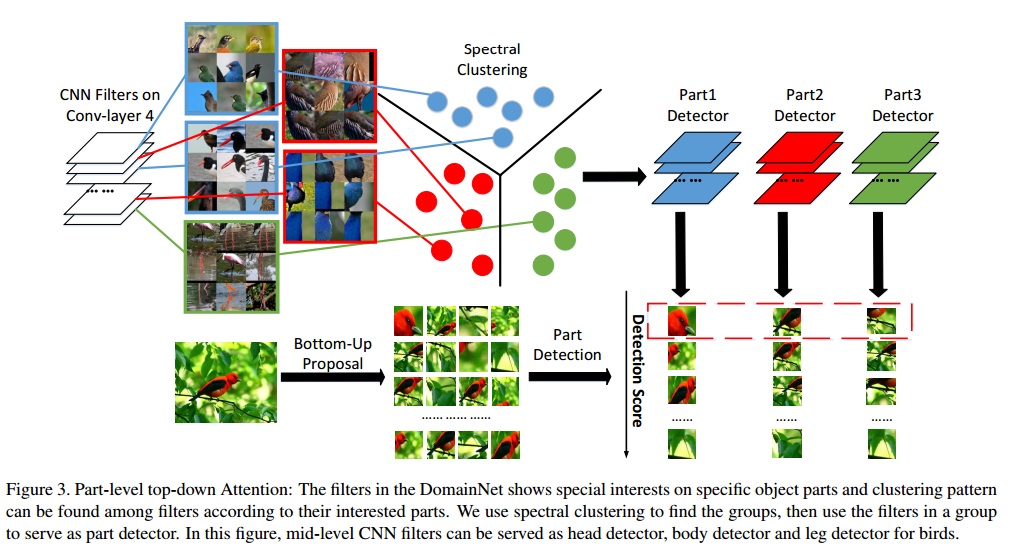 Spectral
Clustering
CNN Filters on
Conv-layer 4
Part1
Detector
Part2
Detector
Part3
Detector
... ...
... ...
... ...
... ...
Bottom-Up
Proposal
Part
Detection
Detection Score
...... ...... ......
......
......
......
Figure 3. Part-level top-down Attention: The filters in the DomainNet shows special interests on specific object parts and clustering pattern
can be found among filters according to their interested parts. We use spectral clustering to find the groups, then use the filters in a group
to serve as part detector. In this figure, mid-level CNN filters can be served as head detector, body detector and leg detector for birds.